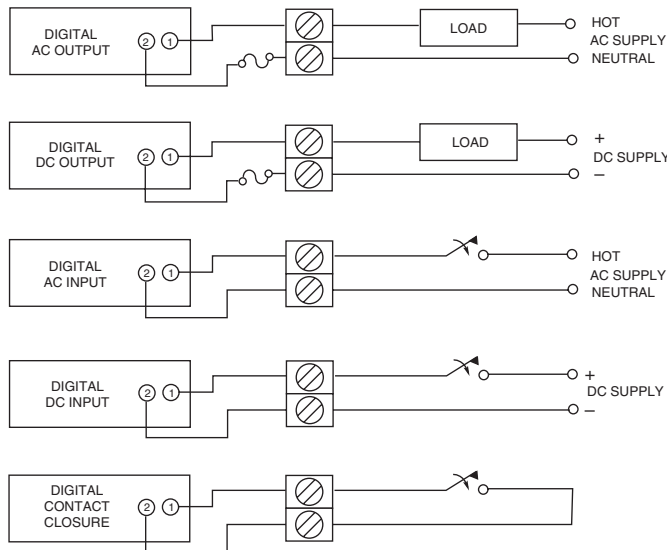 DIGITAL
AC OUTPUT
2 1
LOAD
HOT
AC SUPPLY
NEUTRAL
DIGITAL
DC OUTPUT
2 1
LOAD
+
DC SUPPLY
–
DIGITAL
AC INPUT
2 1
HOT
AC SUPPLY
NEUTRAL
DIGITAL
DC INPUT
2 1
+
DC SUPPLY
–
DIGITAL
CONTACT
CLOSURE
2 1